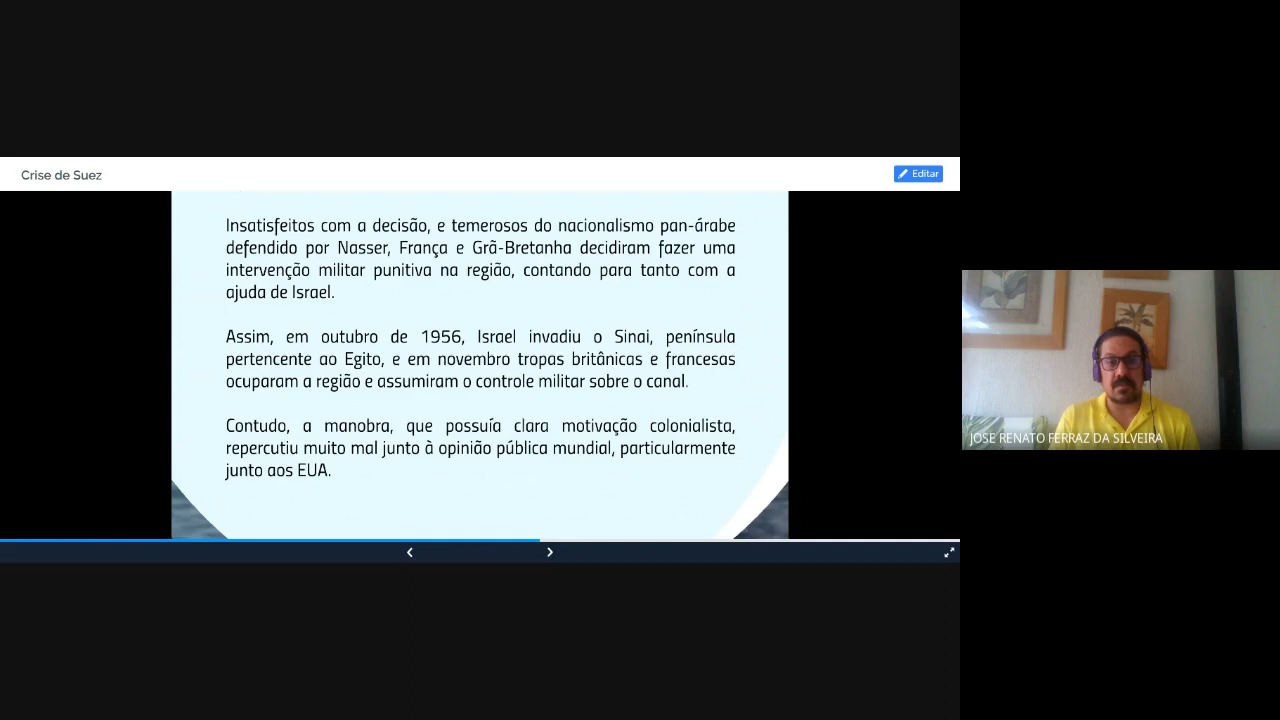 Crise de Suez
Editar
Insatisfeitos com a decisão, e temerosos do nacionalismo pan-árabe
defendido por Nasser, França e Grã-Bretanha decidiram fazer uma
intervenção militar punitiva na região, contando para tanto com a
ajuda de Israel.
Assim, em outubro de 1956, Israel invadiu o Sinai, península
pertencente ao Egito, e em novembro tropas britânicas e francesas
ocuparam a região e assumiram o controle militar sobre o canal.
Contudo, a manobra, que possuía clara motivação colonialista,
repercutiu muito mal junto à opinião pública mundial, particularmente
junto aos EUA.
JOSE RENATO FERRAZ DA SILVEIRA